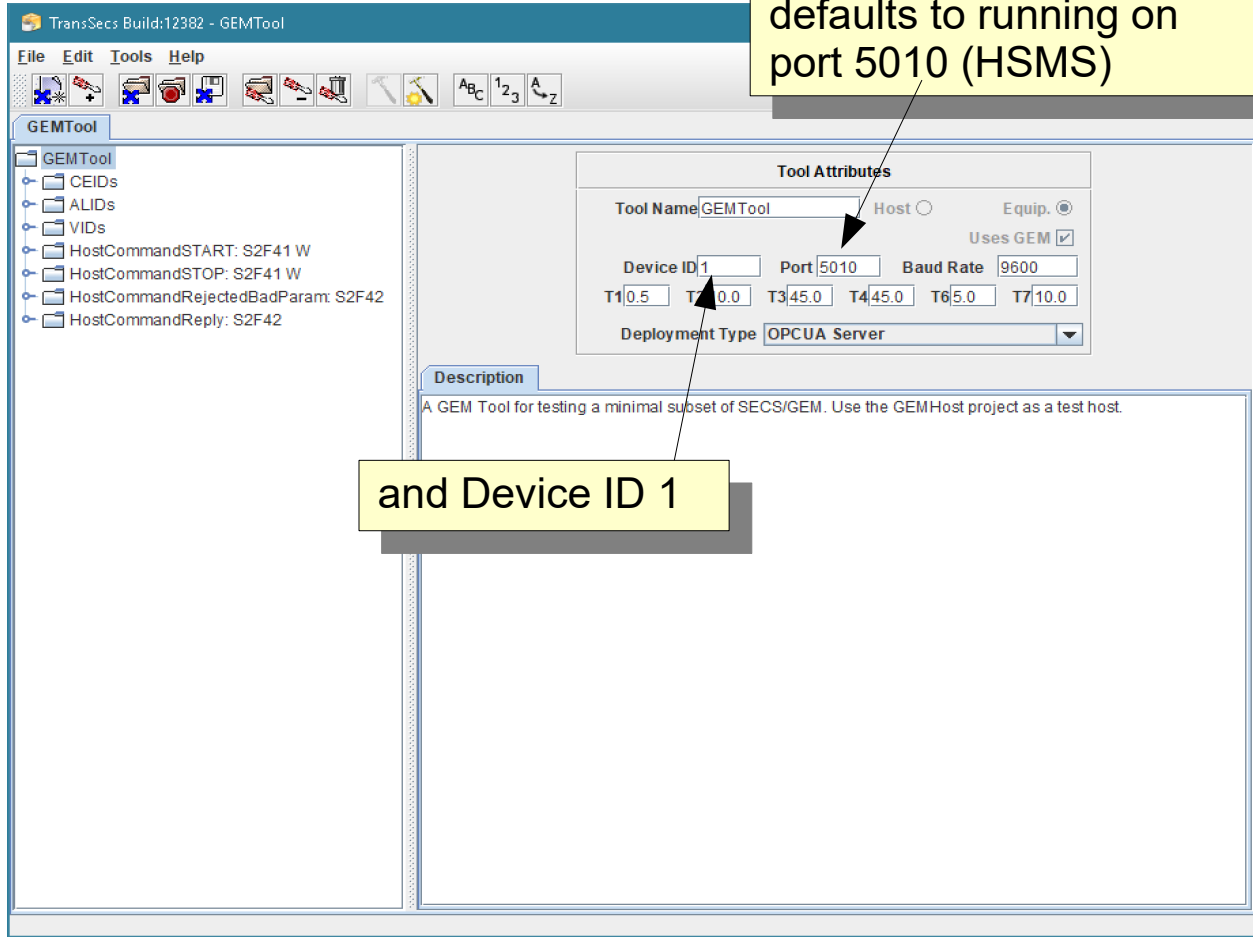 TransSecs Build:12382 - GEMTool
defaults to running on
port 5010 (HSMS)
File Edit Tools Help
ABC 123 A Z
GEMTool
GEMTool
CEIDs
ALIDs
VIDs
HostCommandSTART: S2F41 W
HostCommandSTOP: S2F41 W
HostCommandRejectedBadParam: S2F42
HostCommandReply: S2F42
Tool Attributes
Tool Name GEMTool Host Equip.
Uses GEM
Device ID 1 Port 5010 Baud Rate 9600
T1 0.5 0.0 T3 45.0 T4 45.0 T6 5.0 T7 10.0
Deployment Type OPCUA Server
Description
A GEM Tool for testing a minimal subset of SECS/GEM. Use the GEMHost project as a test host.
and Device ID 1